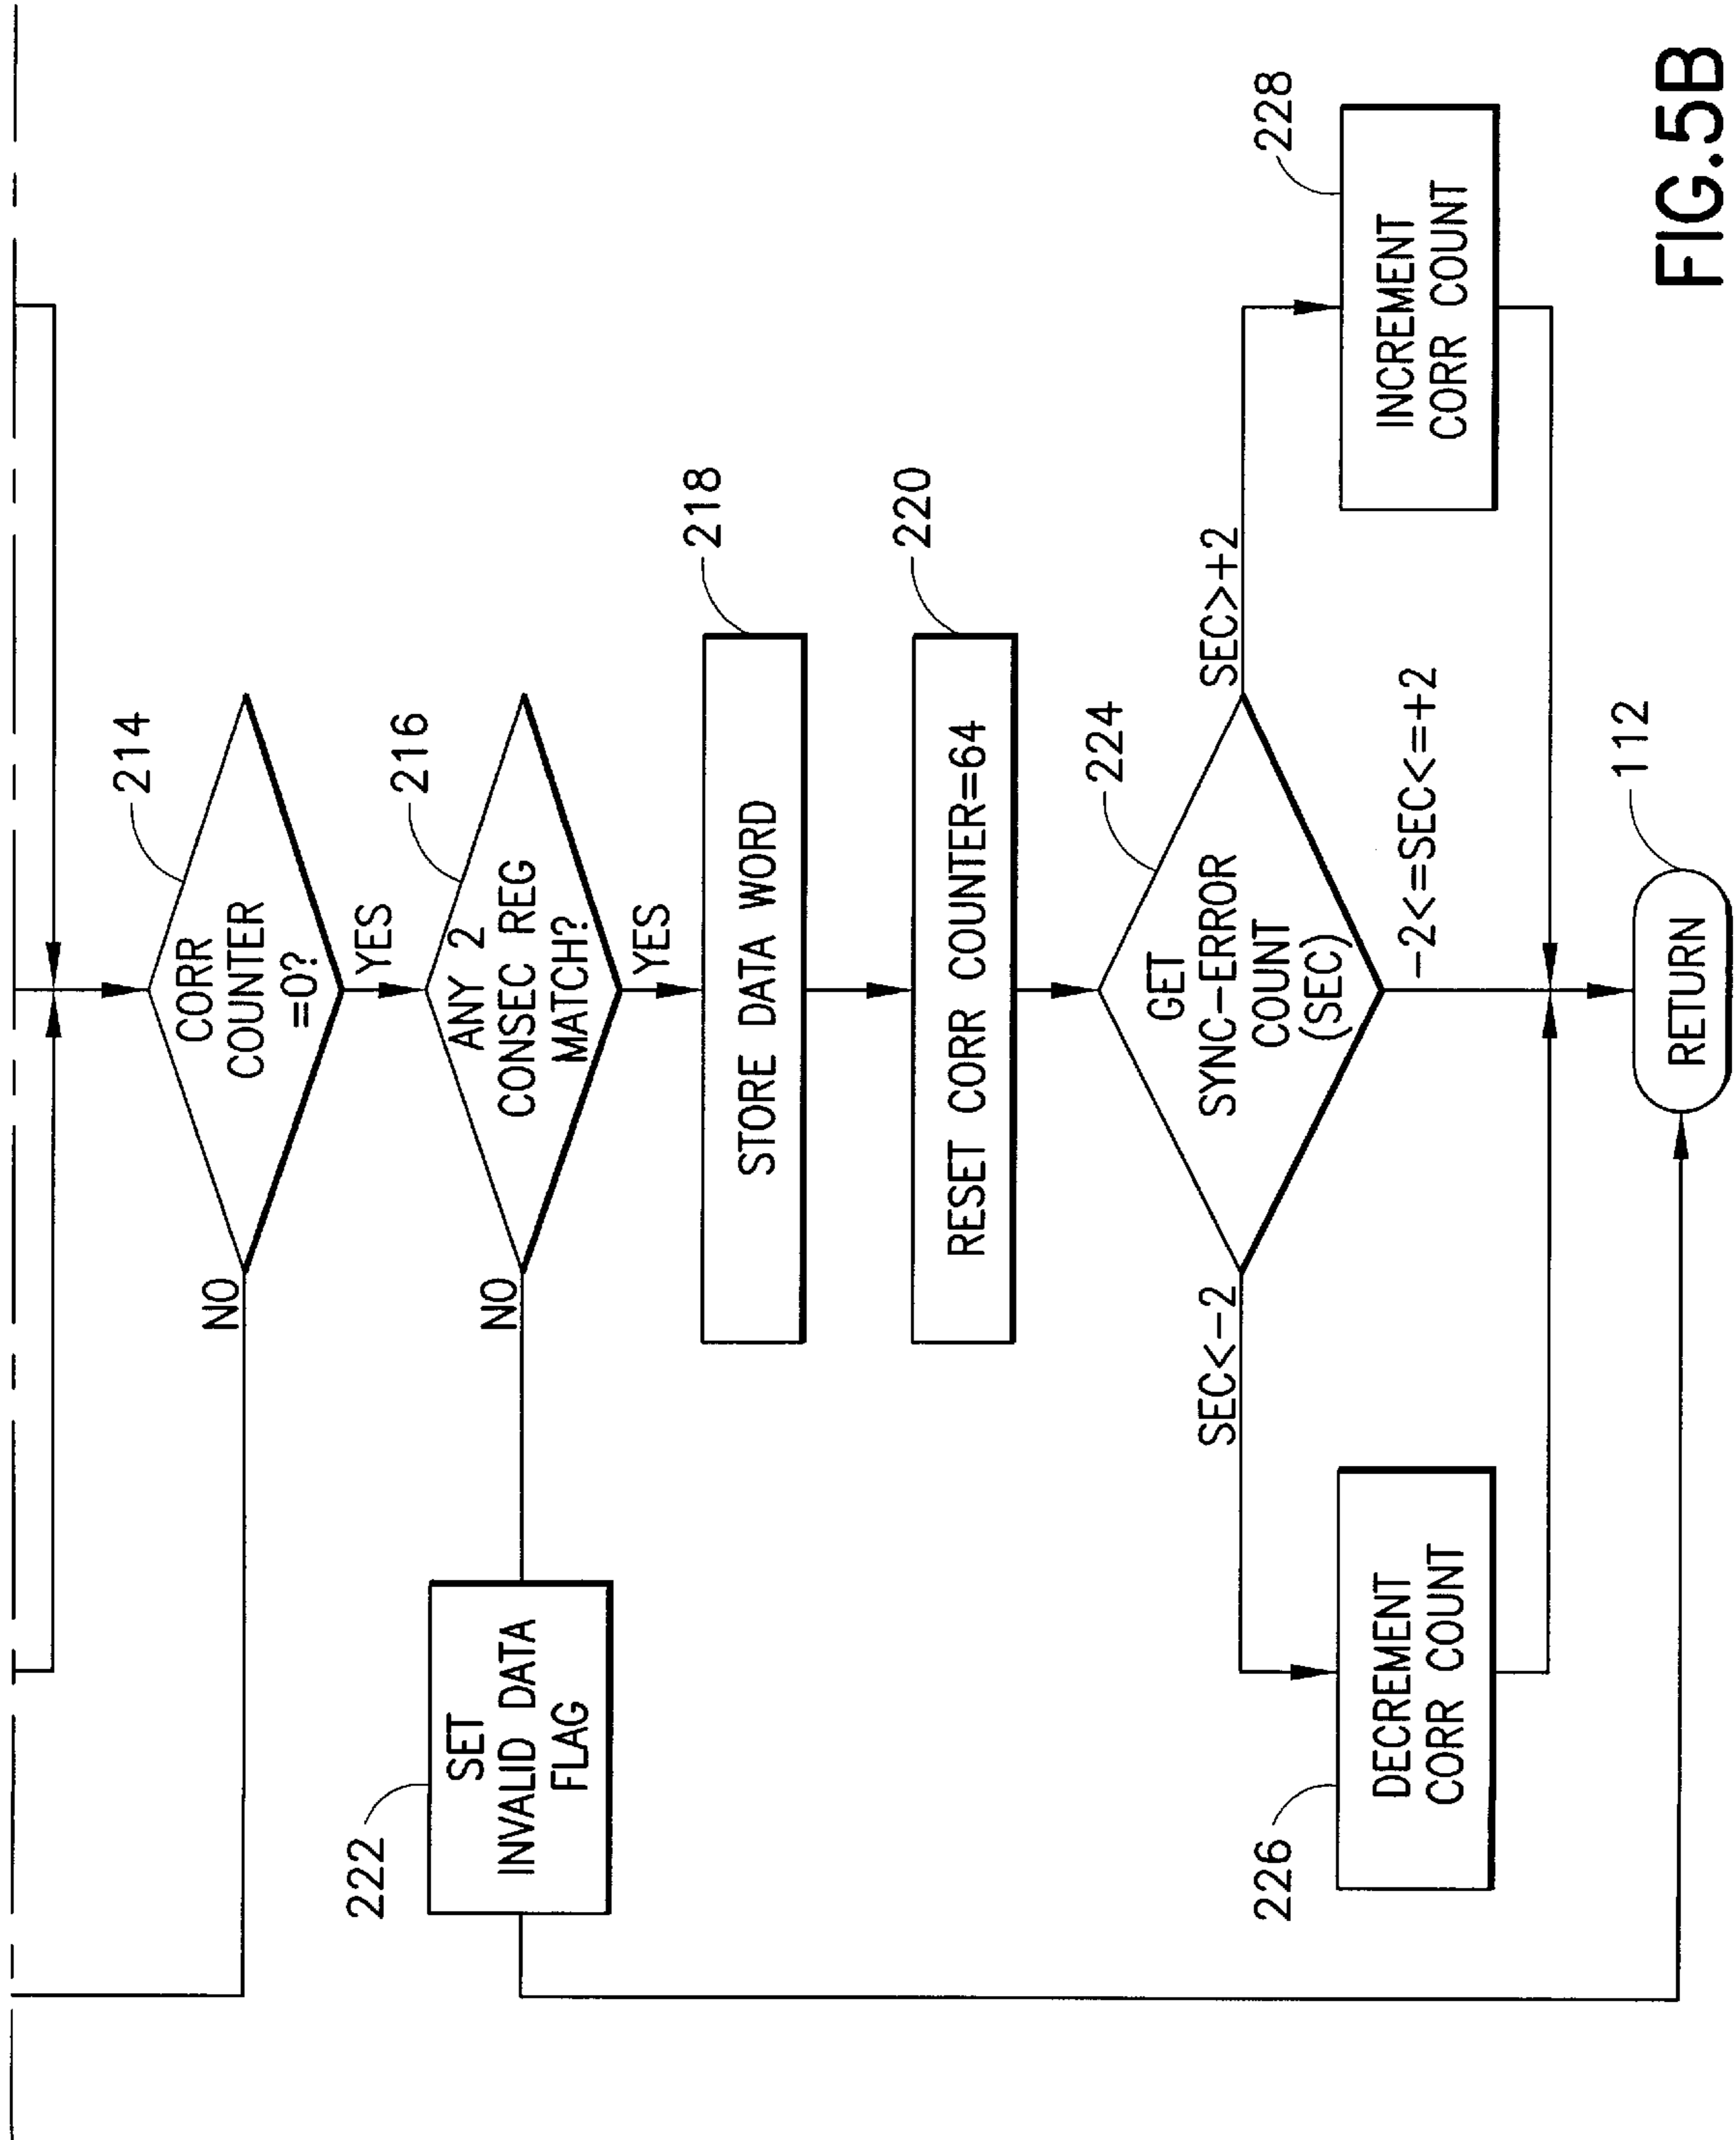 214
CORR
COUNTER
=0?
NO
YES
216
ANY 2
CONSEC REG
MATCH?
NO
YES
222
SET
INVALID DATA
FLAG
218
STORE DATA WORD
220
RESET CORR COUNTER=64
224
GET
SYNC-ERROR
COUNT
(SEC)
SEC<-2
SEC>+2
-2<=SEC<=+2
226
DECREMENT
CORR COUNT
228
INCREMENT
CORR COUNT
112
RETURN
FIG.5B